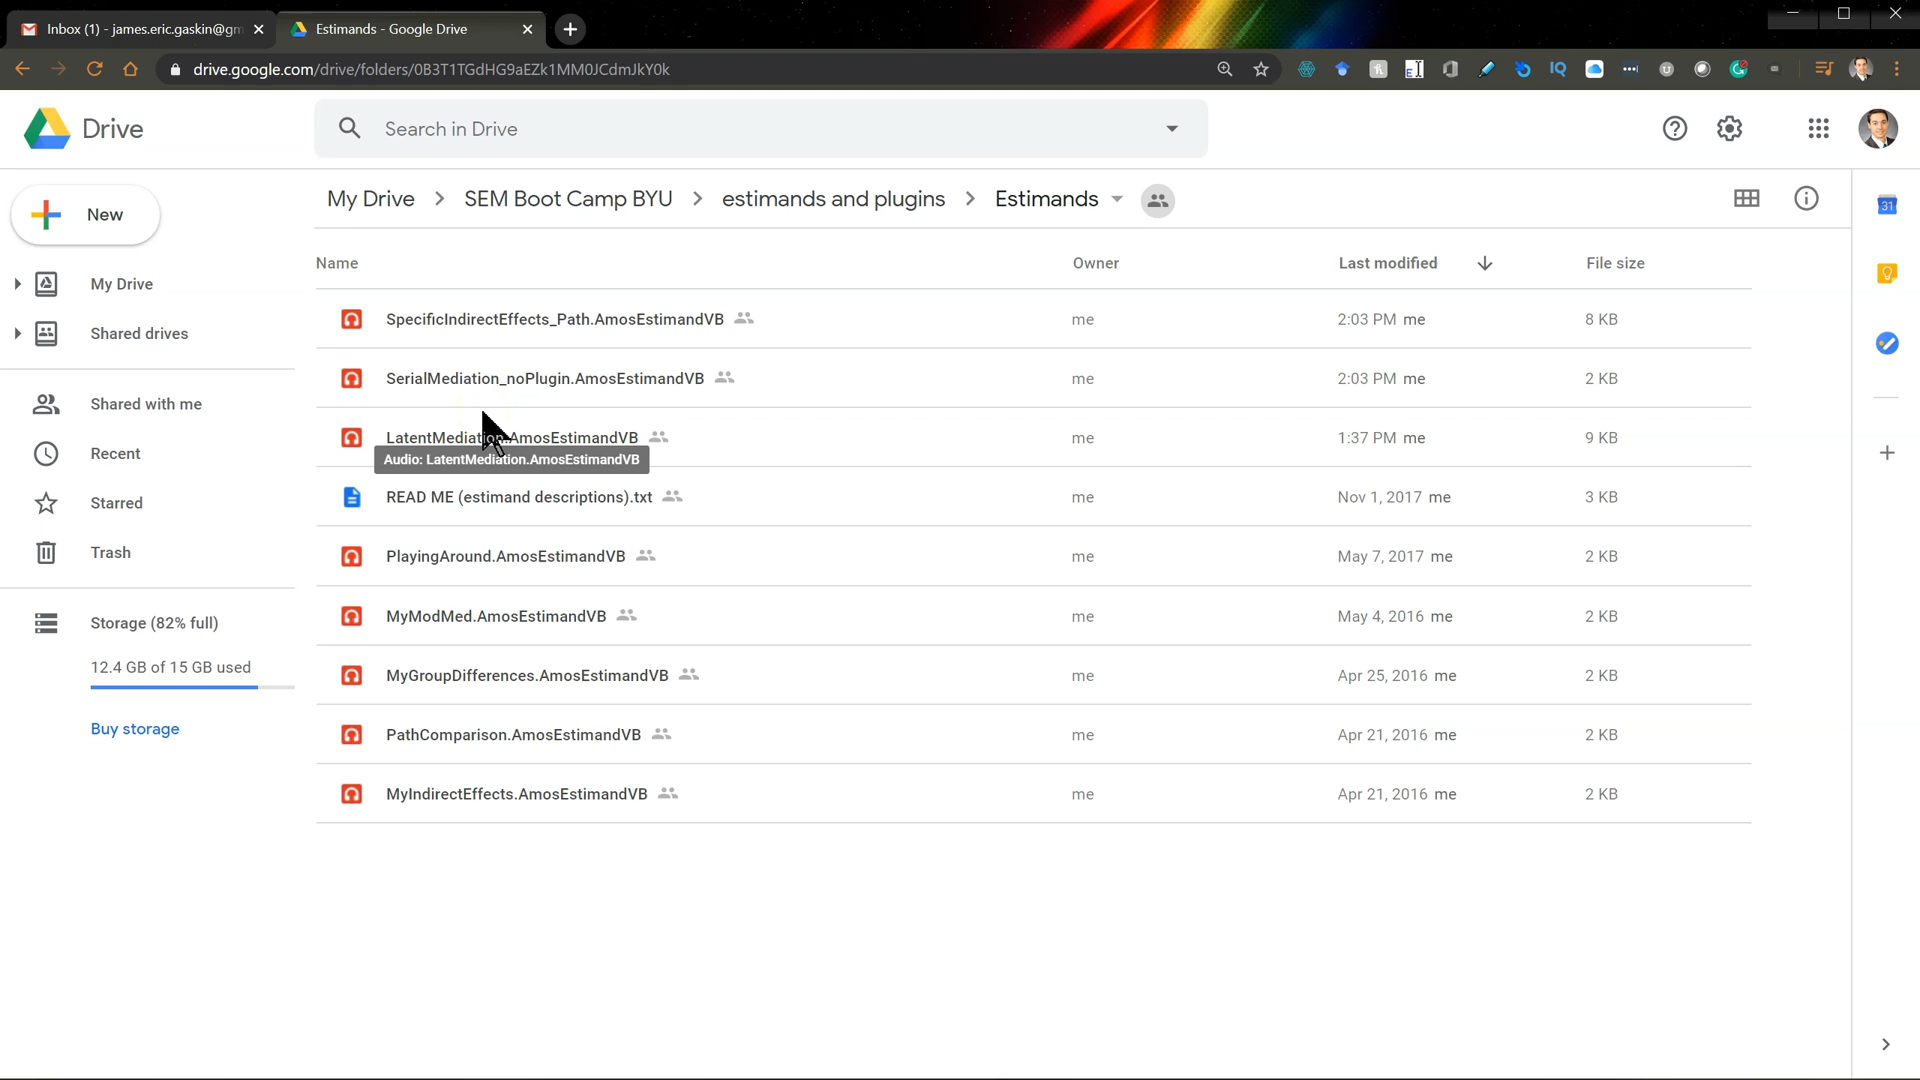 Inbox (1) - james.eric.gaskin@gm
Estimands - Google Drive
drive.google.com/drive/folders/0B3T1TGdHG9aEZk1MM0JCdmJkY0k
Drive
Search in Drive
New
My Drive > SEM Boot Camp BYU > estimands and plugins > Estimands
My Drive
Shared drives
Shared with me
Recent
Starred
Trash
Storage (82% full)
12.4 GB of 15 GB used
Buy storage
Name Owner Last modified File size
SpecificIndirectEffects_Path.AmosEstimandVB me 2:03 PM me 8 KB
SerialMediation_noPlugin.AmosEstimandVB me 2:03 PM me 2 KB
LatentMediation.AmosEstimandVB me 1:37 PM me 9 KB
Audio: LatentMediation.AmosEstimandVB
READ ME (estimand descriptions).txt me Nov 1, 2017 me 3 KB
PlayingAround.AmosEstimandVB me May 7, 2017 me 2 KB
MyModMed.AmosEstimandVB me May 4, 2016 me 2 KB
MyGroupDifferences.AmosEstimandVB me Apr 25, 2016 me 2 KB
PathComparison.AmosEstimandVB me Apr 21, 2016 me 2 KB
MyIndirectEffects.AmosEstimandVB me Apr 21, 2016 me 2 KB
IQ
31